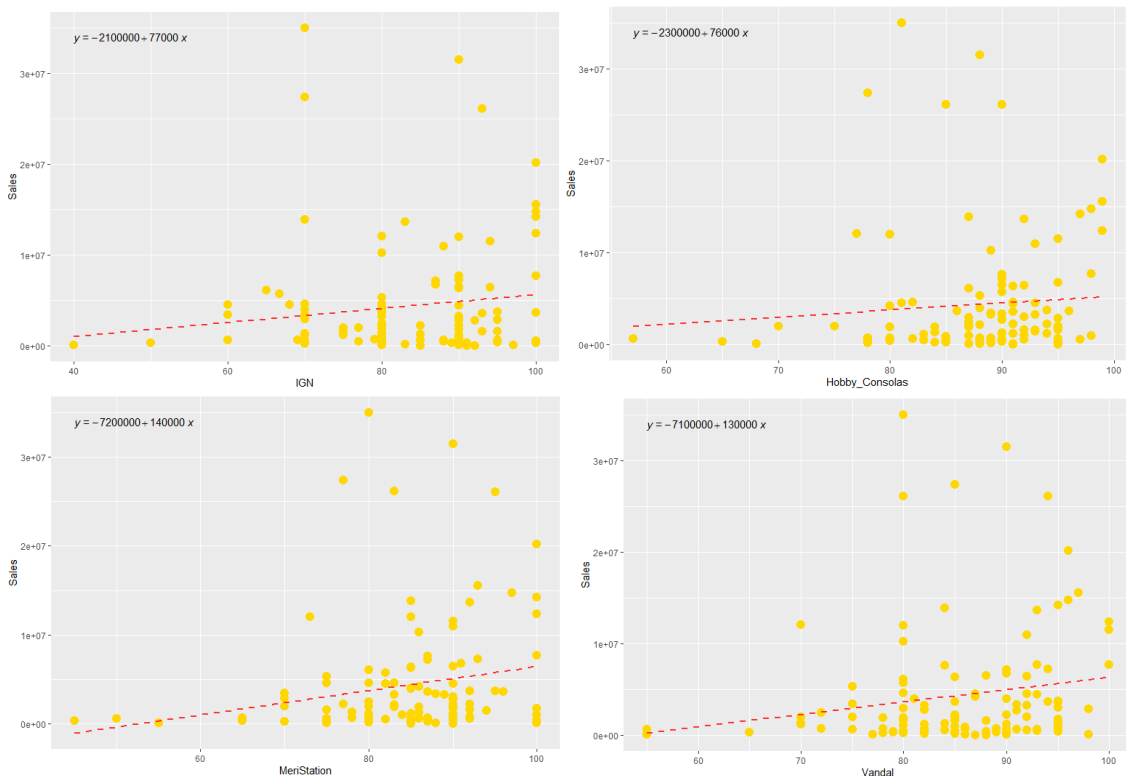 y = −2100000+77000 x
3e+07
2e+07
1e+07
0e+00
Sales
40
50
60
70
80
90
100
IGN
y = −2300000+76000 x
3e+07
2e+07
1e+07
0e+00
Sales
60
70
80
90
100
Hobby_Consolas
y = −7200000+140000 x
3e+07
2e+07
1e+07
0e+00
Sales
60
80
100
MeriStation
y = −7100000+130000 x
3e+07
2e+07
1e+07
0e+00
Sales
60
70
80
90
100
Vandal